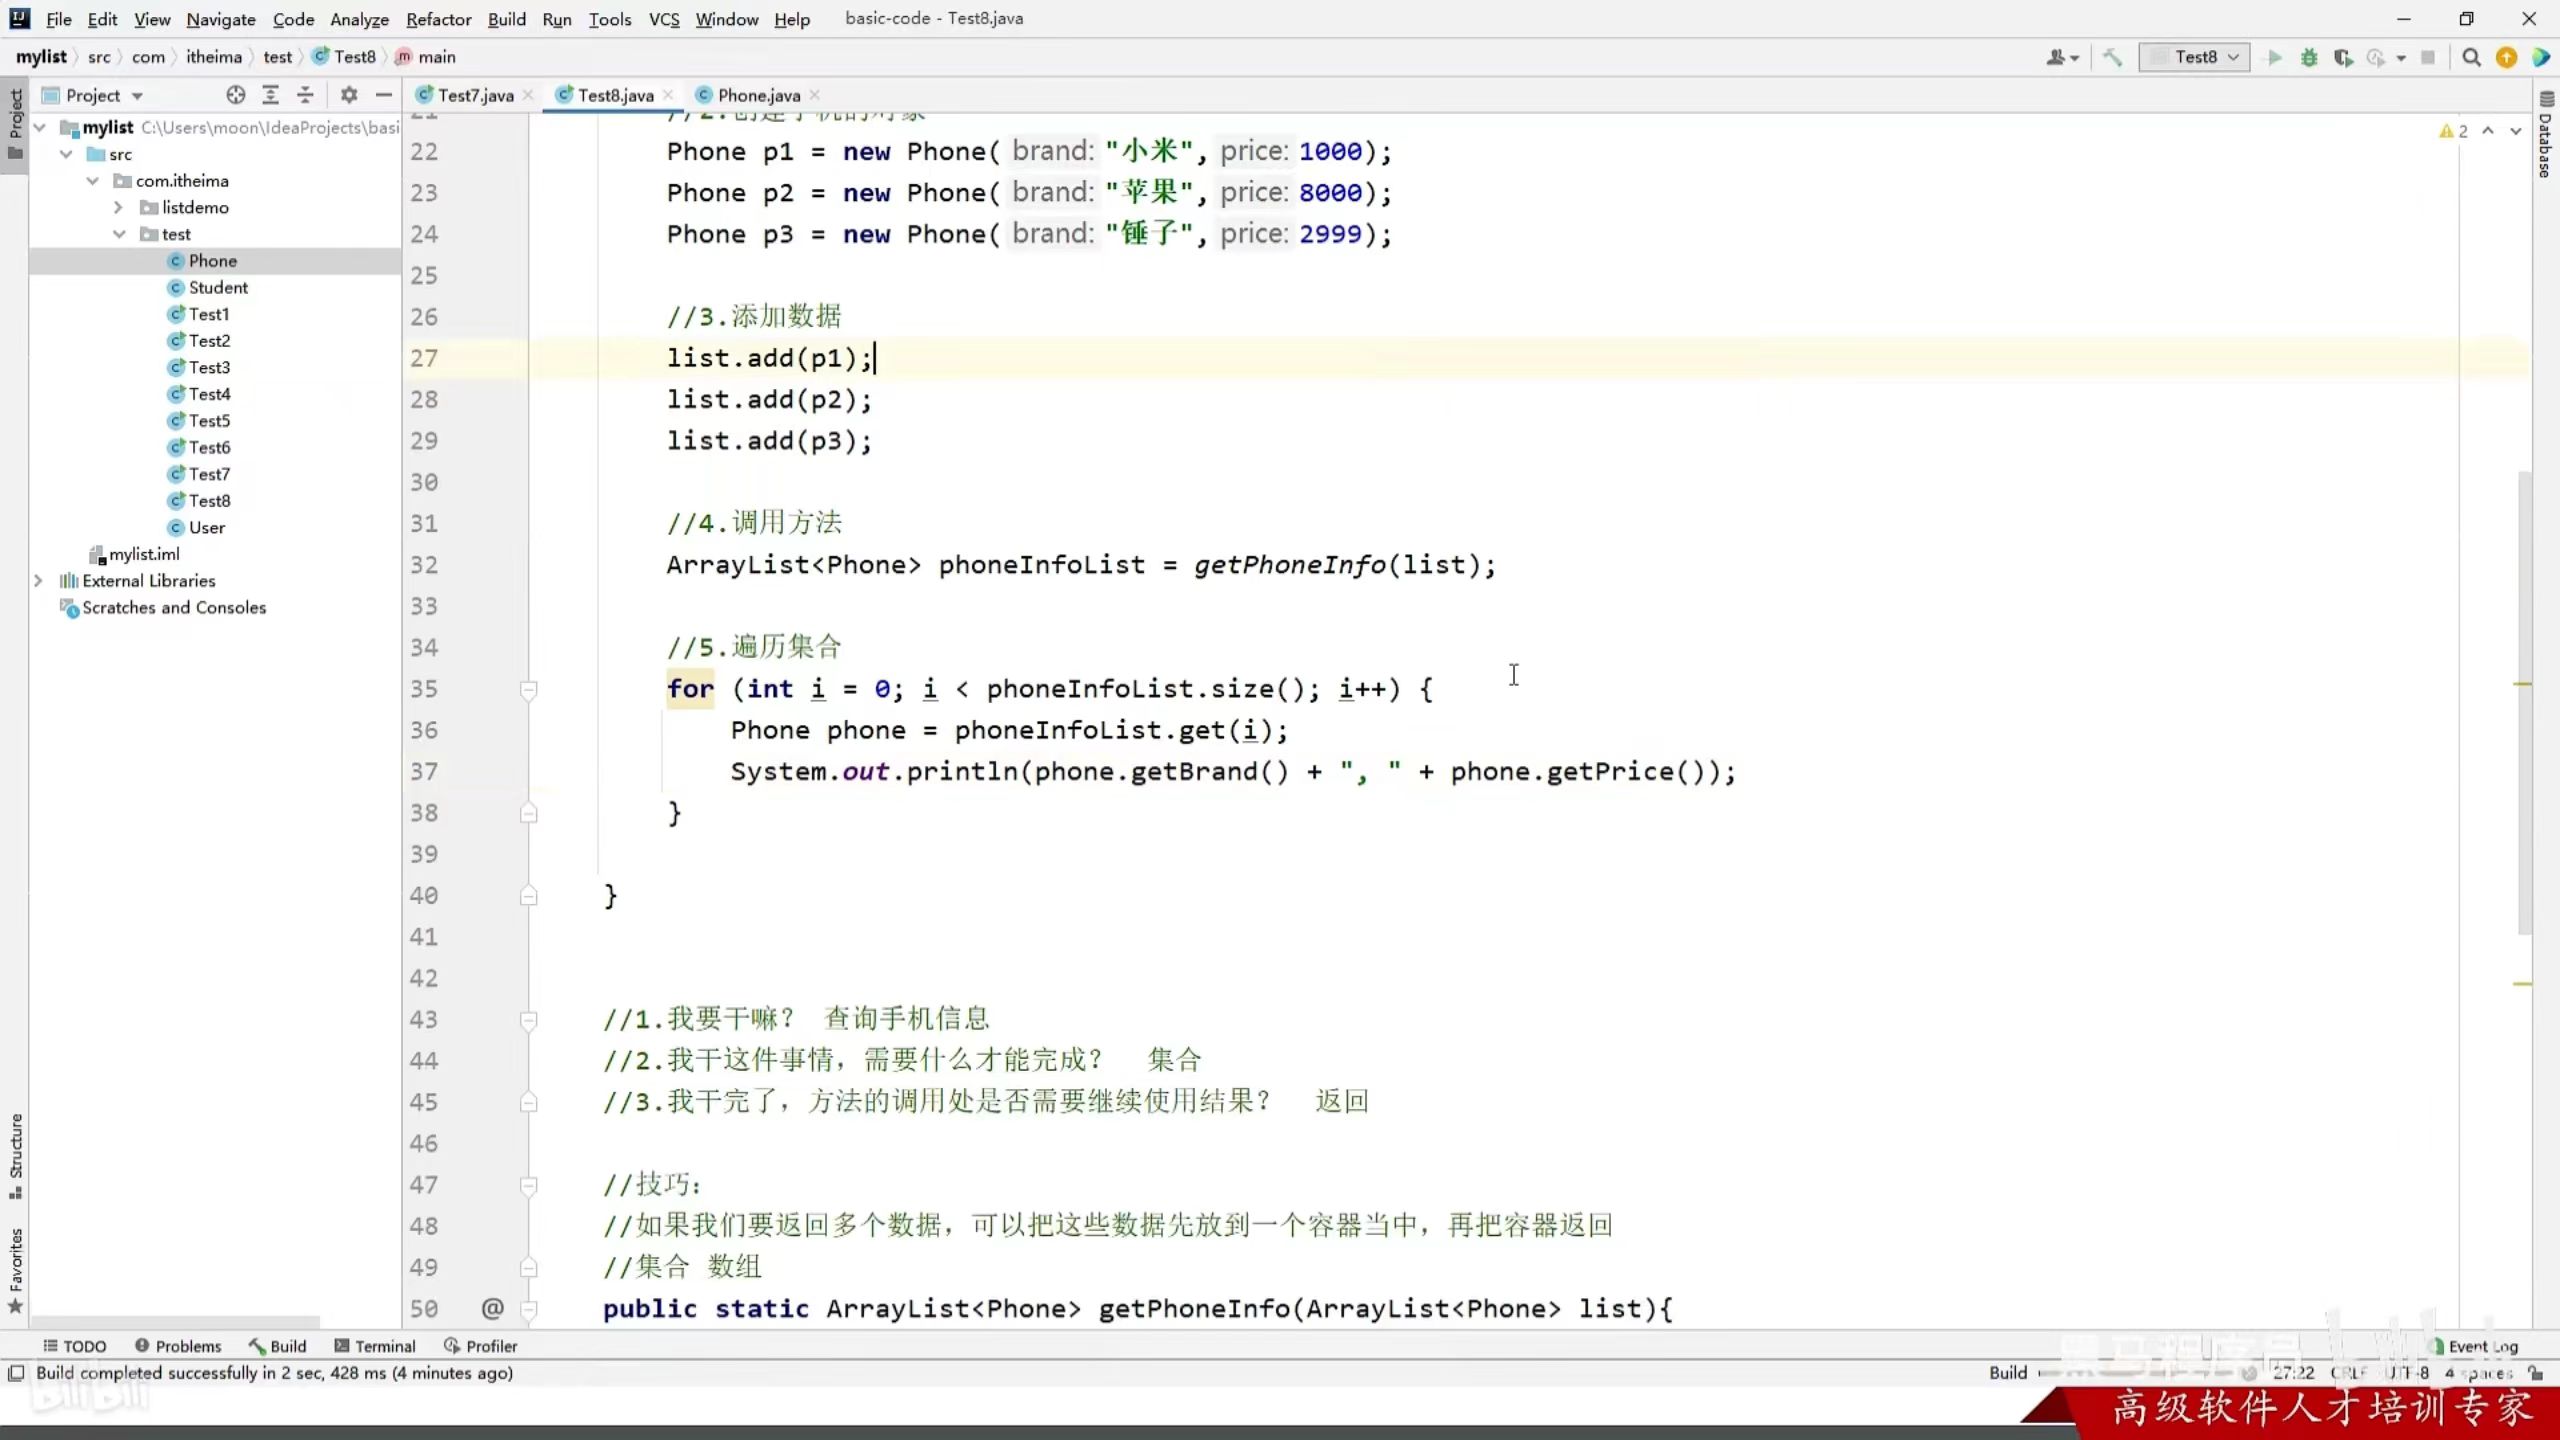 File Edit View Navigate Code Analyze Refactor Build Run Tools VCS Window Help basic-code - Test8.java
mylist src com itheima test Test8 main Test8
Project
Project
Test7.java Test8.java Phone.java
Database
mylist C:\Users\moon\IdeaProjects\basi
src
com.itheima
listdemo
test
Phone
Student
Test1
Test2
Test3
Test4
Test5
Test6
Test7
Test8
User
mylist.iml
External Libraries
Scratches and Consoles
Structure
Favorites
2
21 //2.创建手机的对象
22 Phone p1 = new Phone( brand: "小米", price: 1000);
23 Phone p2 = new Phone( brand: "苹果", price: 8000);
24 Phone p3 = new Phone( brand: "锤子", price: 2999);
25
26 //3.添加数据
27 list.add(p1);
28 list.add(p2);
29 list.add(p3);
30
31 //4.调用方法
32 ArrayList<Phone> phoneInfoList = getPhoneInfo(list);
33
34 //5.遍历集合
35 for (int i = 0; i < phoneInfoList.size(); i++) {
36 Phone phone = phoneInfoList.get(i);
37 System.out.println(phone.getBrand() + ", " + phone.getPrice());
38 }
39
40 }
41
42
43 //1.我要干嘛? 查询手机信息
44 //2.我干这件事情，需要什么才能完成? 集合
45 //3.我干完了，方法的调用处是否需要继续使用结果? 返回
46
47 //技巧：
48 //如果我们要返回多个数据，可以把这些数据先放到一个容器当中，再把容器返回
49 //集合 数组
50 @ public static ArrayList<Phone> getPhoneInfo(ArrayList<Phone> list){
TODO Problems Build Terminal Profiler Event Log
Build completed successfully in 2 sec, 428 ms (4 minutes ago) Build 27:22 CRLF UTF-8 4 spaces
黑马程序员 bilibili
bilibili
高级软件人才培训专家